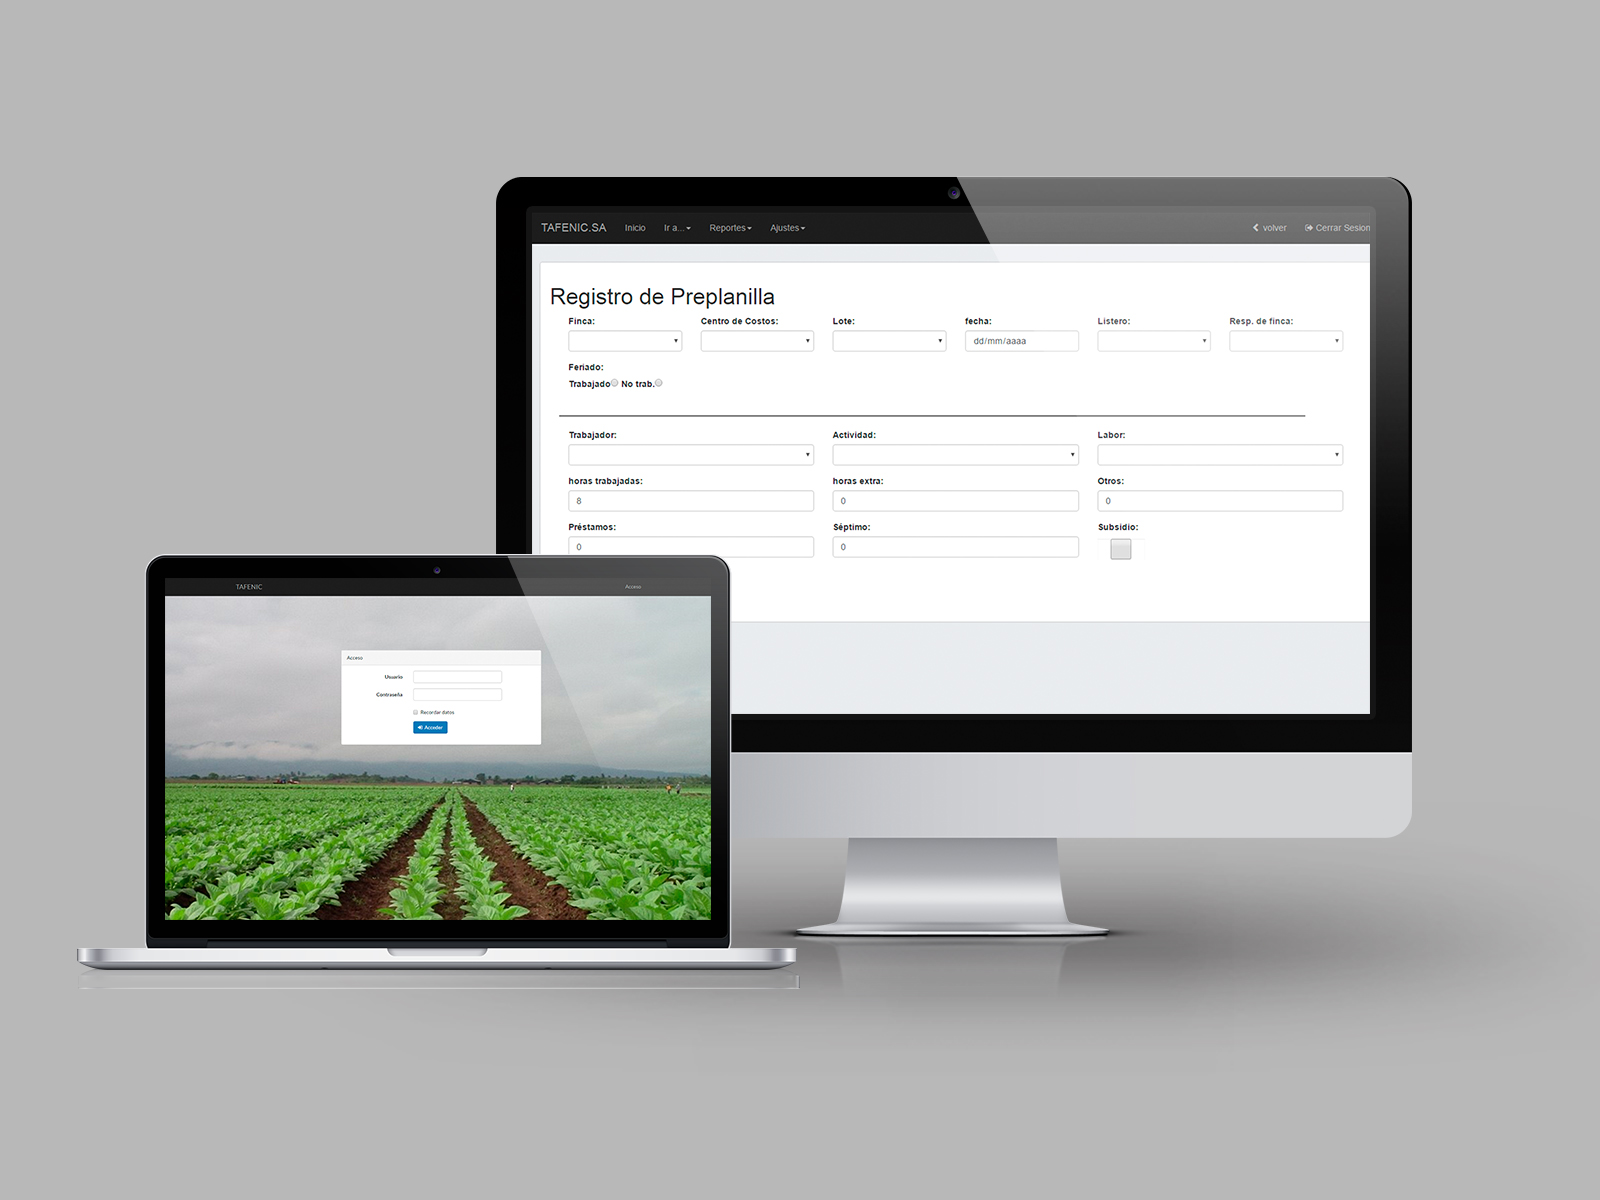 TAFENIC.SA Inicio Ir a... Reportes Ajustes volver Cerrar Sesion
Registro de Preplanilla
Finca: Centro de Costos: Lote: fecha: Listero: Resp. de finca:
dd/mm/aaaa
Feriado:
Trabajado No trab.
Trabajador: Actividad: Labor:
horas trabajadas: horas extra: Otros:
8 0 0
Préstamos: Séptimo: Subsidio:
0 0
TAFENIC Acceso
Acceso
Usuario
Contraseña
Recordar datos
Acceder